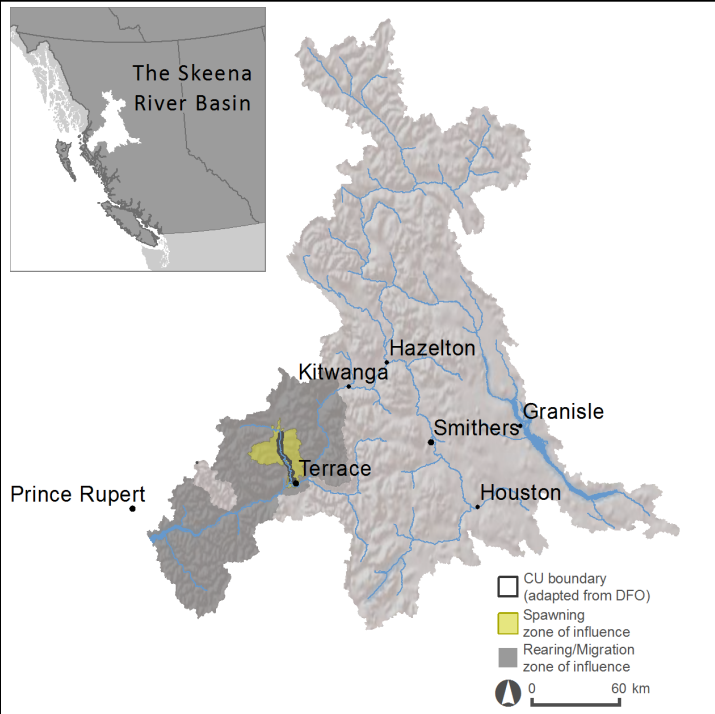 The Skeena
River Basin
Hazelton
Kitwanga
Granisle
Smithers
Terrace
Prince Rupert
Houston
CU boundary
(adapted from DFO)
Spawning
zone of influence
Rearing/Migration
zone of influence
0 60 km